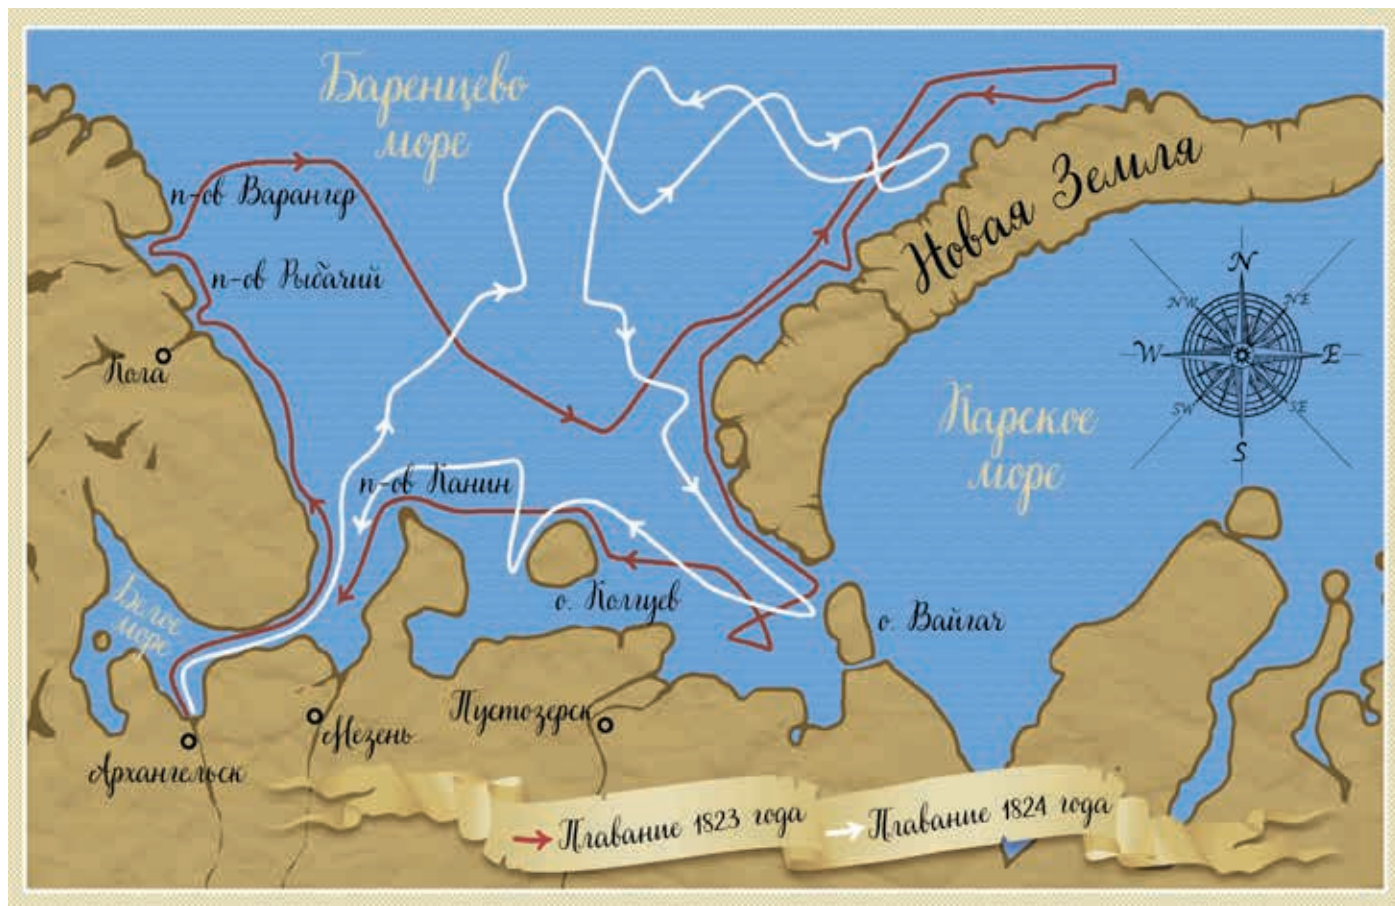 Баренцево
море
п-ов Варангер
п-ов Рыбачий
Кола
Новая Земля
N
NW
NE
W
E
SW
SE
S
Карское
море
п-ов Канин
Белое
море
о. Колгуев
о. Вайгач
Пустозерск
Мезень
Архангельск
Плавание 1823 года
Плавание 1824 года